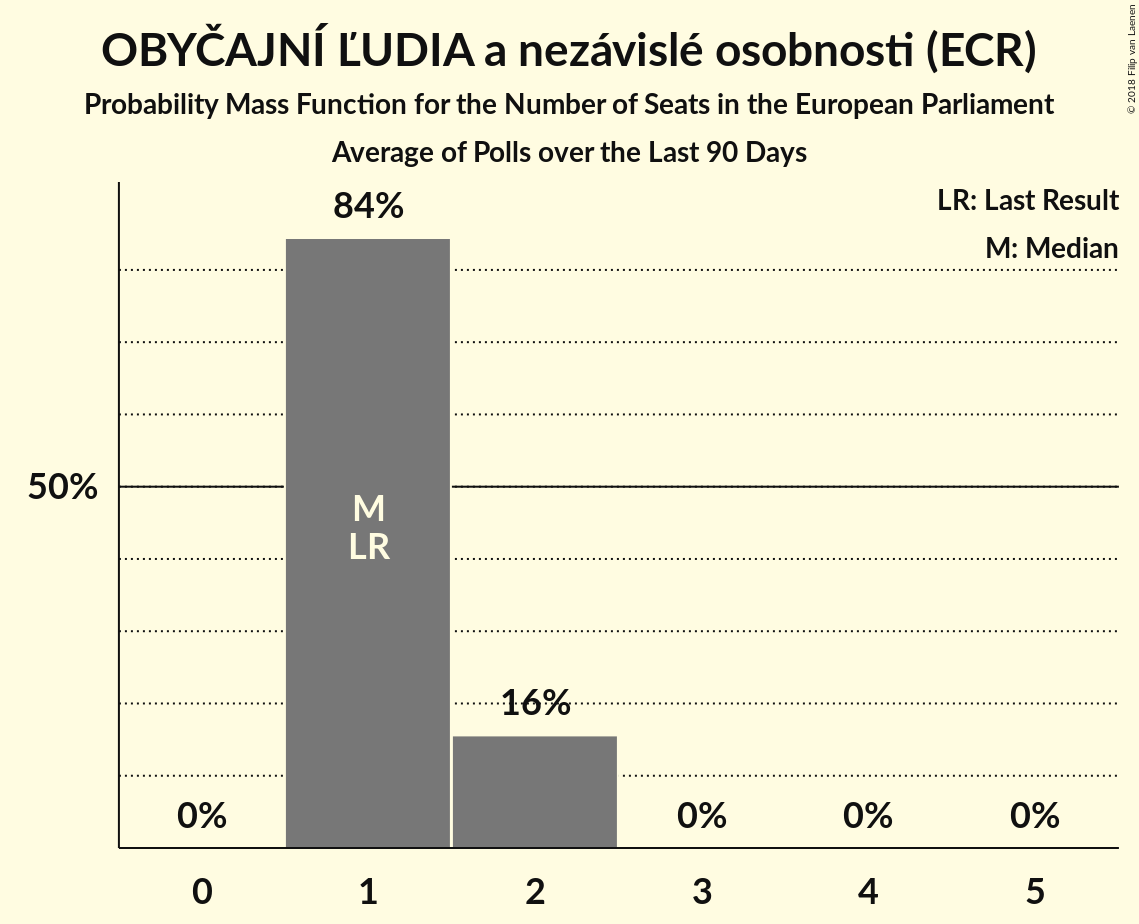 OBYČAJNÍ ĽUDIA a nezávislé osobnosti (ECR)
Probability Mass Function for the Number of Seats in the European Parliament
Average of Polls over the Last 90 Days
© 2018 Filip van Laenen
LR: Last Result
M: Median
84%
50%
M
LR
16%
0%
0%
0%
0%
0
1
2
3
4
5